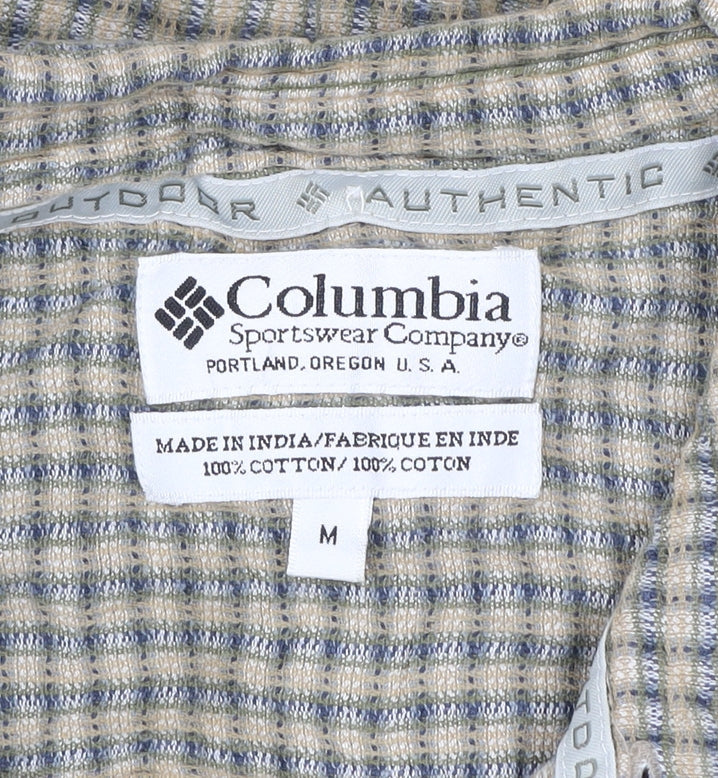 OUTDOOR AUTHENTIC
Columbia
Sportswear Company®
PORTLAND, OREGON U. S. A.
MADE IN INDIA/FABRIQUE EN INDE
100% COTTON/ 100% COTON
M